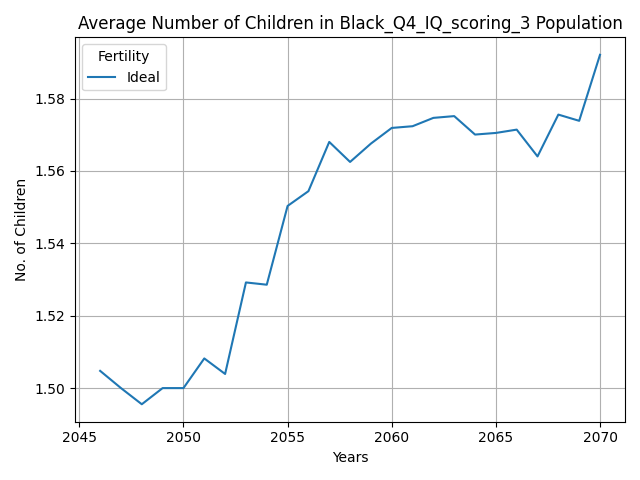 Average Number of Children in Black_Q4_IQ_scoring_3 Population
Fertility
Ideal
No. of Children
1.58
1.56
1.54
1.52
1.50
2045 2050 2055 2060 2065 2070
Years